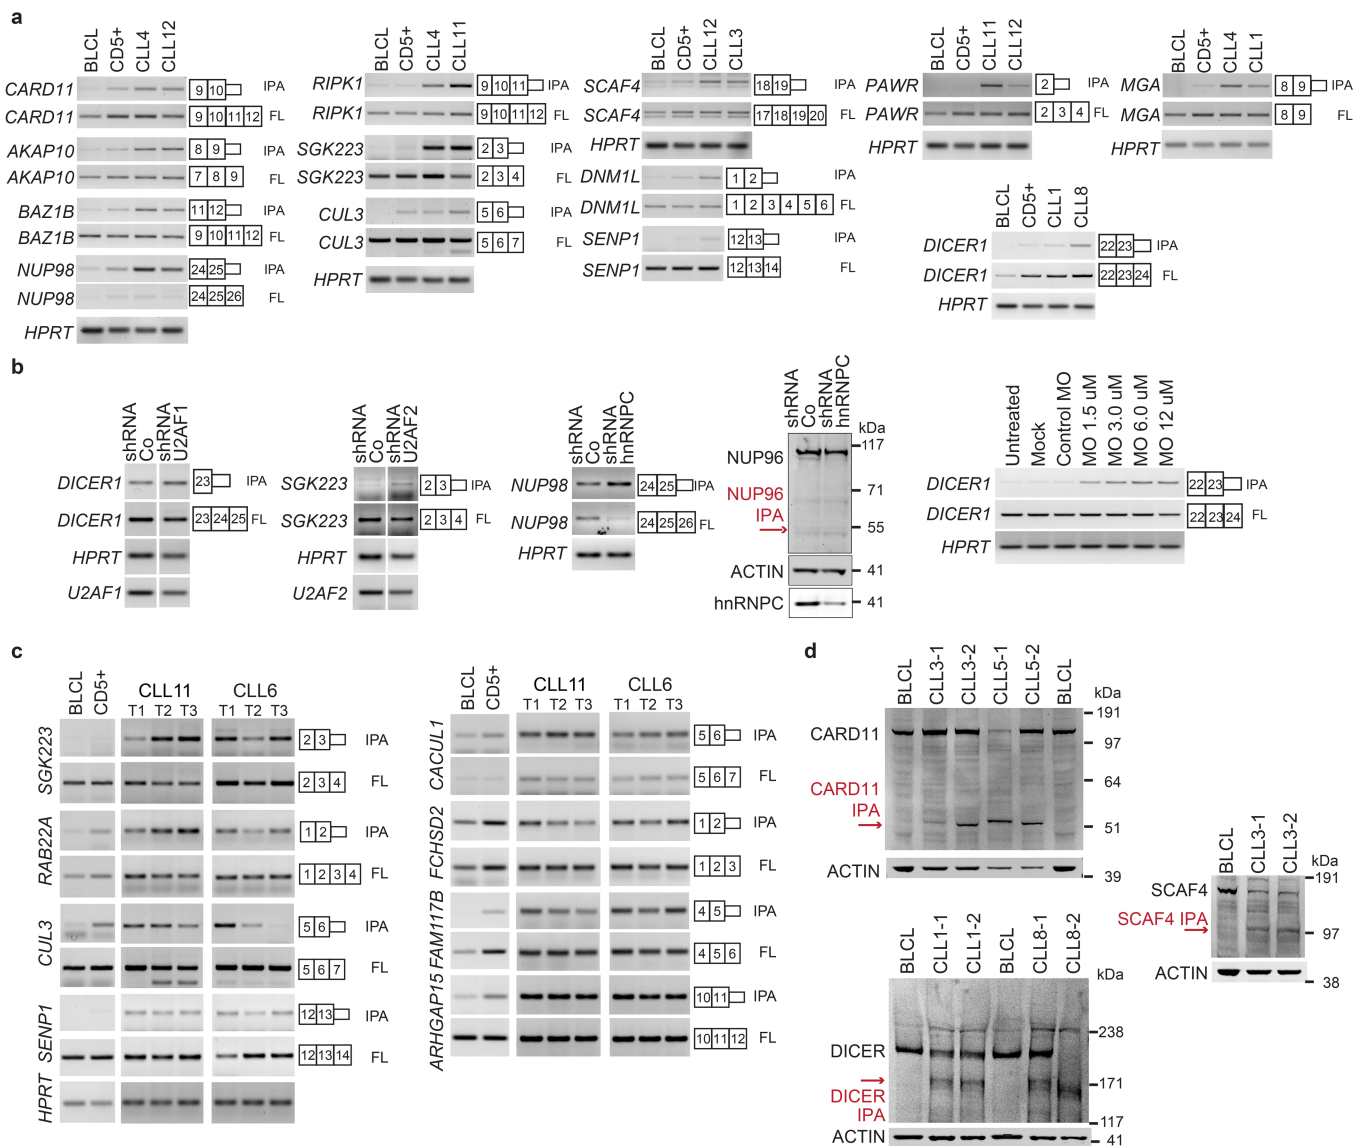 a
BLCL CD5+ CLL4 CLL12
CARD11 9 10 IPA
CARD11 9 10 11 12 FL
AKAP10 8 9 IPA
AKAP10 7 8 9 FL
BAZ1B 11 12 IPA
BAZ1B 9 10 11 12 FL
NUP98 24 25 IPA
NUP98 24 25 26 FL
HPRT
BLCL CD5+ CLL4 CLL11
RIPK1 9 10 11 IPA
RIPK1 9 10 11 12 FL
SGK223 2 3 IPA
SGK223 2 3 4 FL
CUL3 5 6 IPA
CUL3 5 6 7 FL
HPRT
BLCL CD5+ CLL12 CLL3
SCAF4 18 19 IPA
SCAF4 17 18 19 20 FL
HPRT
DNM1L 1 2 IPA
DNM1L 1 2 3 4 5 6 FL
SENP1 12 13 IPA
SENP1 12 13 14 FL
BLCL CD5+ CLL11 CLL12
PAWR 2 IPA
PAWR 2 3 4 FL
HPRT
BLCL CD5+ CLL4 CLL1
MGA 8 9 IPA
MGA 8 9 FL
HPRT
BLCL CD5+ CLL1 CLL8
DICER1 22 23 IPA
DICER1 22 23 24 FL
HPRT
b
shRNA Co shRNA U2AF1
DICER1 23 IPA
DICER1 23 24 25 FL
HPRT
U2AF1
shRNA Co shRNA U2AF2
SGK223 2 3 IPA
SGK223 2 3 4 FL
HPRT
U2AF2
shRNA Co shRNA hnRNPC
NUP98 24 25 IPA
NUP98 24 25 26 FL
HPRT
shRNA Co shRNA hnRNPC
kDa
117
NUP96
NUP96 71
IPA
55
ACTIN 41
hnRNPC 41
Untreated Mock Control MO MO 1.5 uM MO 3.0 uM MO 6.0 uM MO 12 uM
DICER1 22 23 IPA
DICER1 22 23 24 FL
HPRT
c
BLCL CD5+ CLL11 CLL6
T1 T2 T3 T1 T2 T3
SGK223 2 3 IPA
2 3 4 FL
RAB22A 1 2 IPA
1 2 3 4 FL
CUL3 5 6 IPA
5 6 7 FL
SENP1 12 13 IPA
12 13 14 FL
HPRT
BLCL CD5+ CLL11 CLL6
T1 T2 T3 T1 T2 T3
CACUL1 5 6 IPA
5 6 7 FL
FCHSD2 1 2 IPA
1 2 3 FL
FAM117B 4 5 IPA
4 5 6 FL
ARHGAP15 10 11 IPA
10 11 12 FL
d
BLCL CLL3-1 CLL3-2 CLL5-1 CLL5-2 BLCL
kDa
191
CARD11
97
64
CARD11
IPA
51
ACTIN 39
BLCL CLL3-1 CLL3-2
kDa
191
SCAF4
SCAF4 IPA
97
ACTIN
38
BLCL CLL1-1 CLL1-2 BLCL CLL8-1 CLL8-2
kDa
238
DICER
171
DICER
IPA
117
ACTIN 41